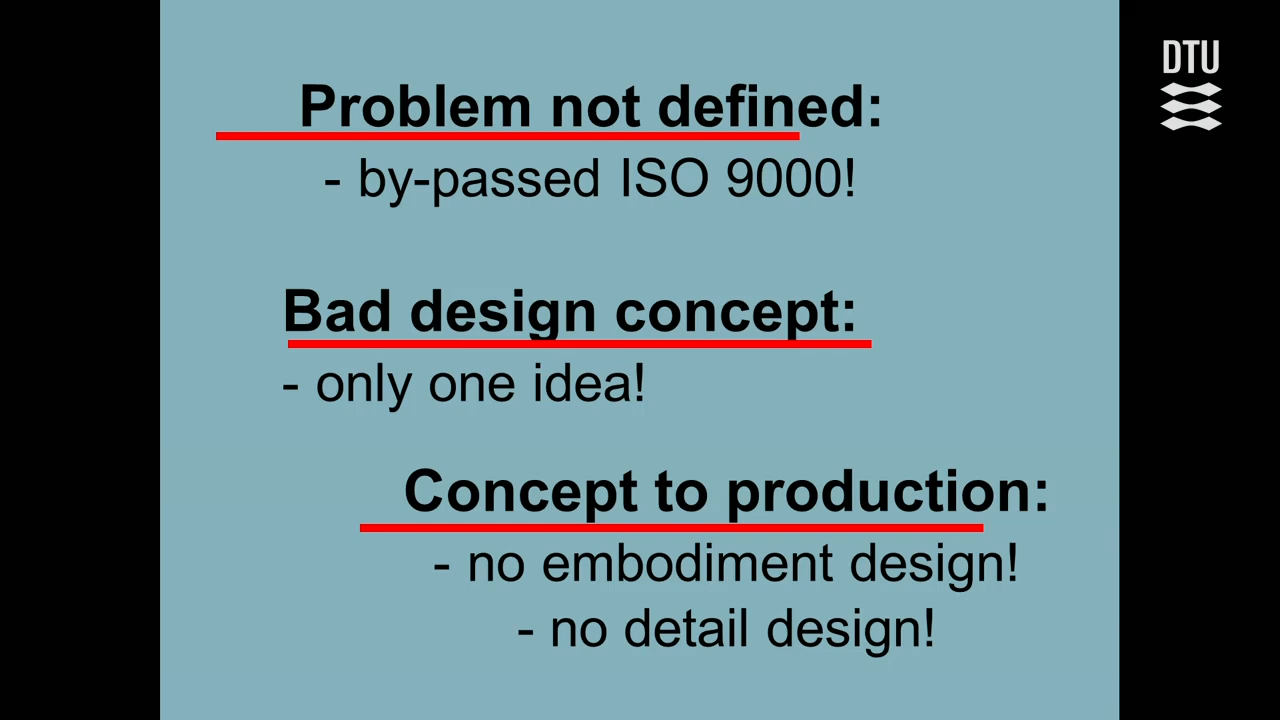 DTU
Problem not defined:
- by-passed ISO 9000!
Bad design concept:
- only one idea!
Concept to production:
- no embodiment design!
- no detail design!